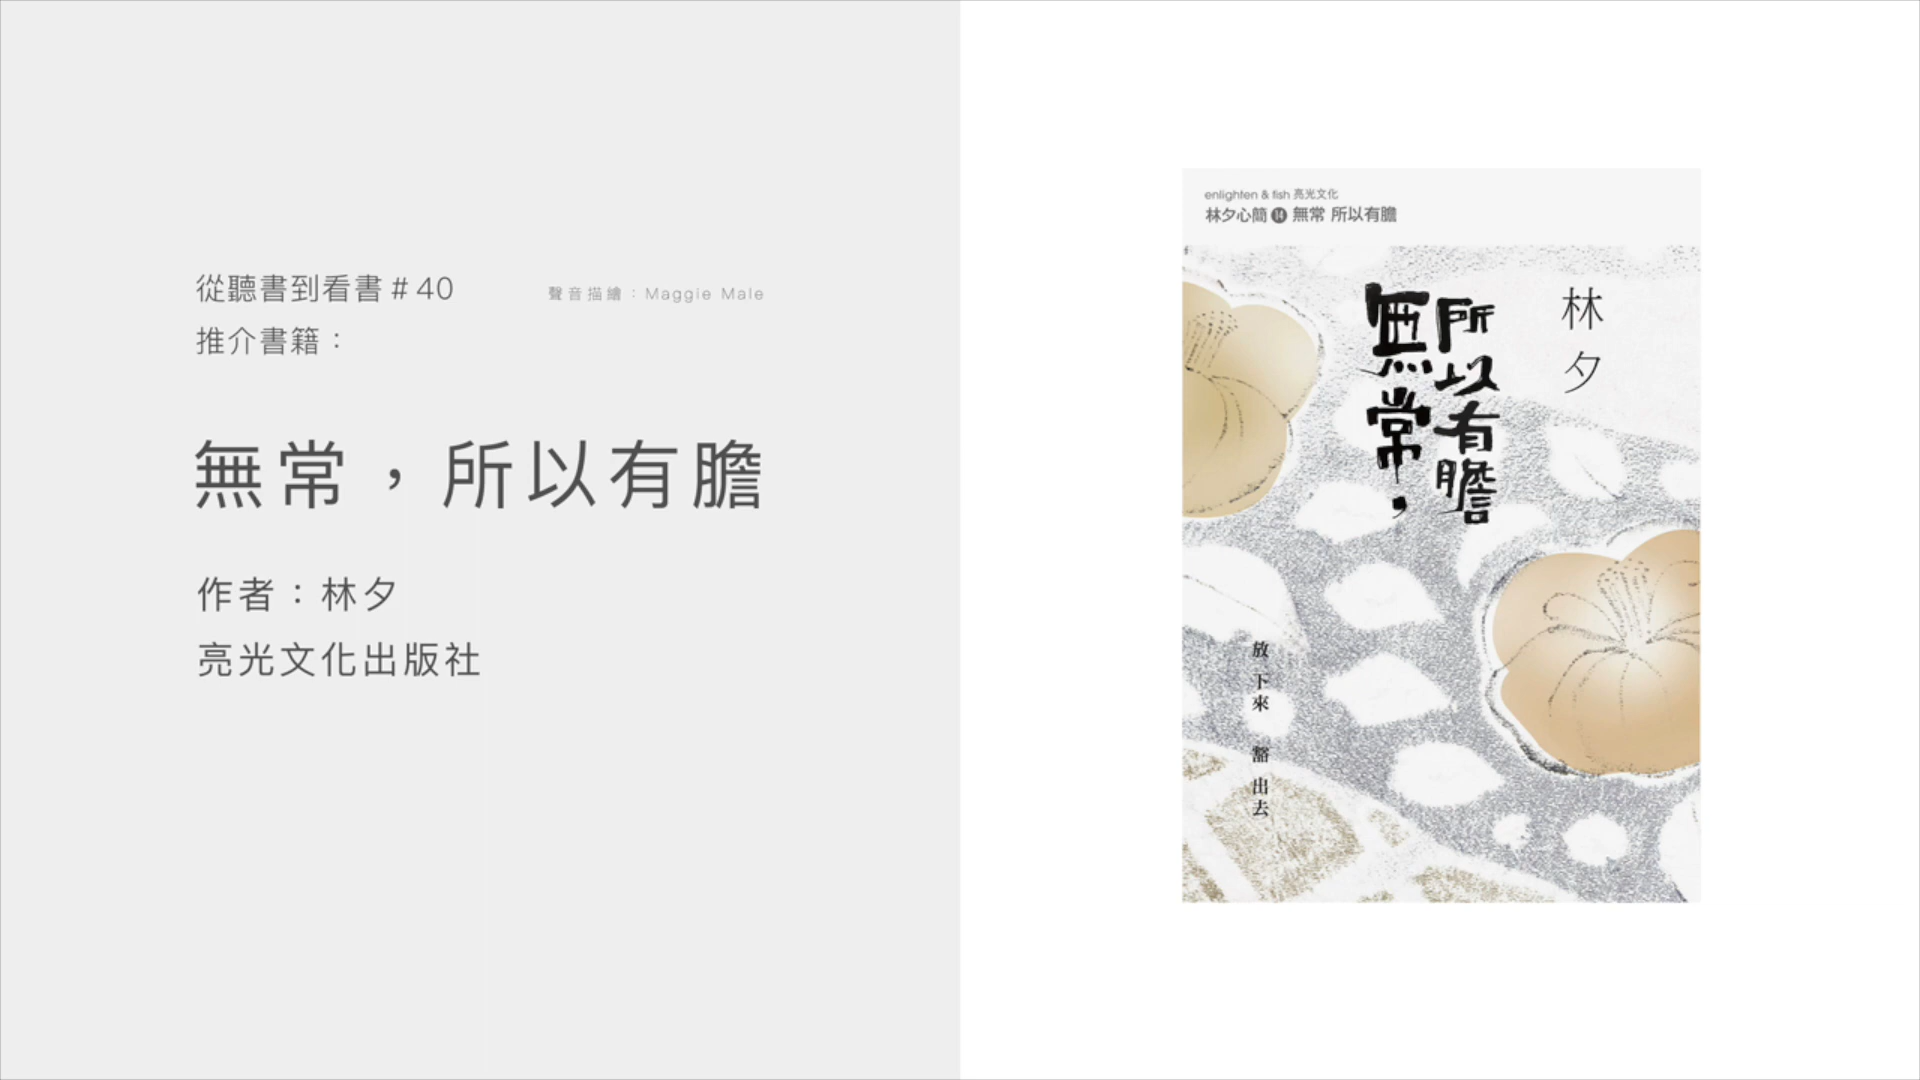 從聽書到看書#40
聲音描繪：Maggie Male
推介書籍：
無常，所以有膽
作者：林夕
亮光文化出版社
enlighten & fish 亮光文化
林夕心簡⓮無常 所以有膽
林夕
無常，
所以有膽
放下來 豁出去